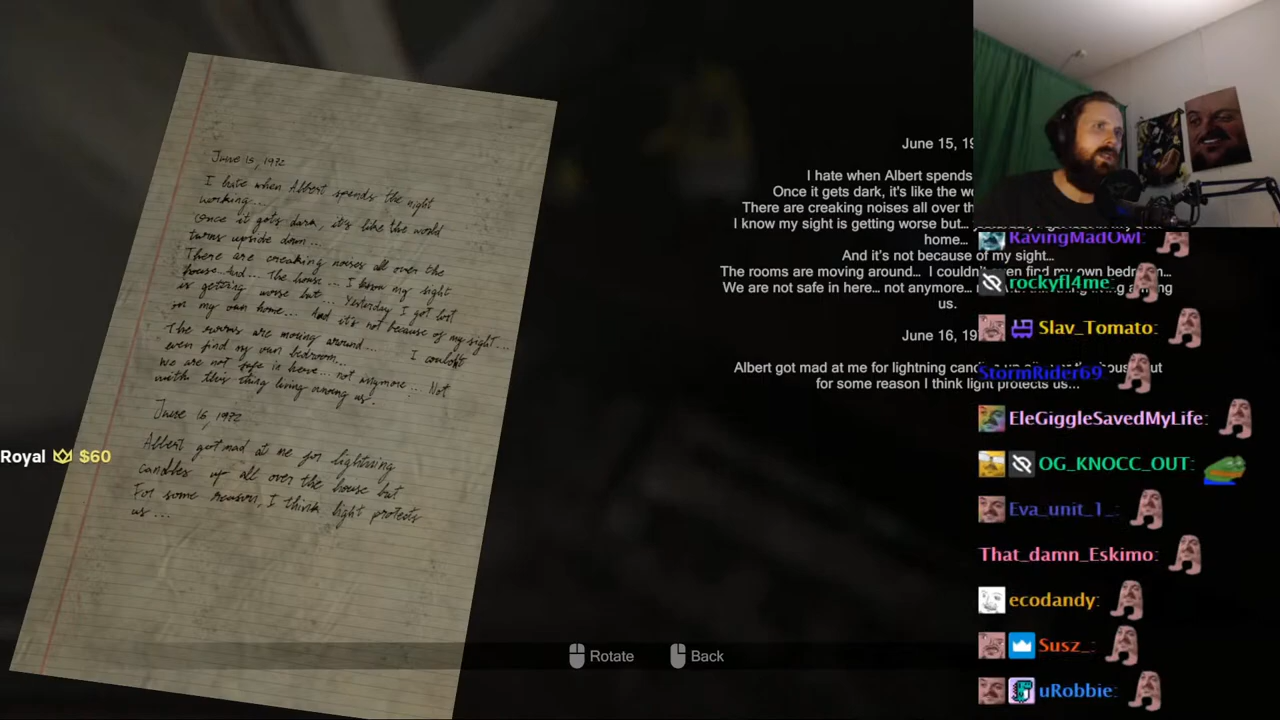 June 15, 1972
I hate when Albert spends the night
working...
Once it gets dark, it's like the world
turns upside down...
There are creaking noises all over the
house... And... The house... I know my sight
is getting worse but... Yesterday I got lost
in my own home... And it's not because of my sight...
The rooms are moving around... I couldn't
even find my own bedroom...
We are not safe in here... not anymore... Not
with this thing living among us.
June 16, 1972
Albert got mad at me for lightning
candles up all over the house but
For some reason, I think light protects
us...
Royal $60
June 15, 19
I hate when Albert spends
Once it gets dark, it's like the wo
There are creaking noises all over th
I know my sight is getting worse but...
home...
And it's not because of my sight...
The rooms are moving around... I couldn't even find my own bedroom...
We are not safe in here... not anymore...
us.
June 16, 19
Albert got mad at me for lightning
for some reason I think light protects us...
Rotate
Back
RavingMadOwl:
rockyfl4me:
Slav_Tomato:
StormRider69
EleGiggleSavedMyLife:
OG_KNOCC_OUT:
Eva_unit_1_:
That_damn_Eskimo:
ecodandy:
Susz_:
uRobbie: